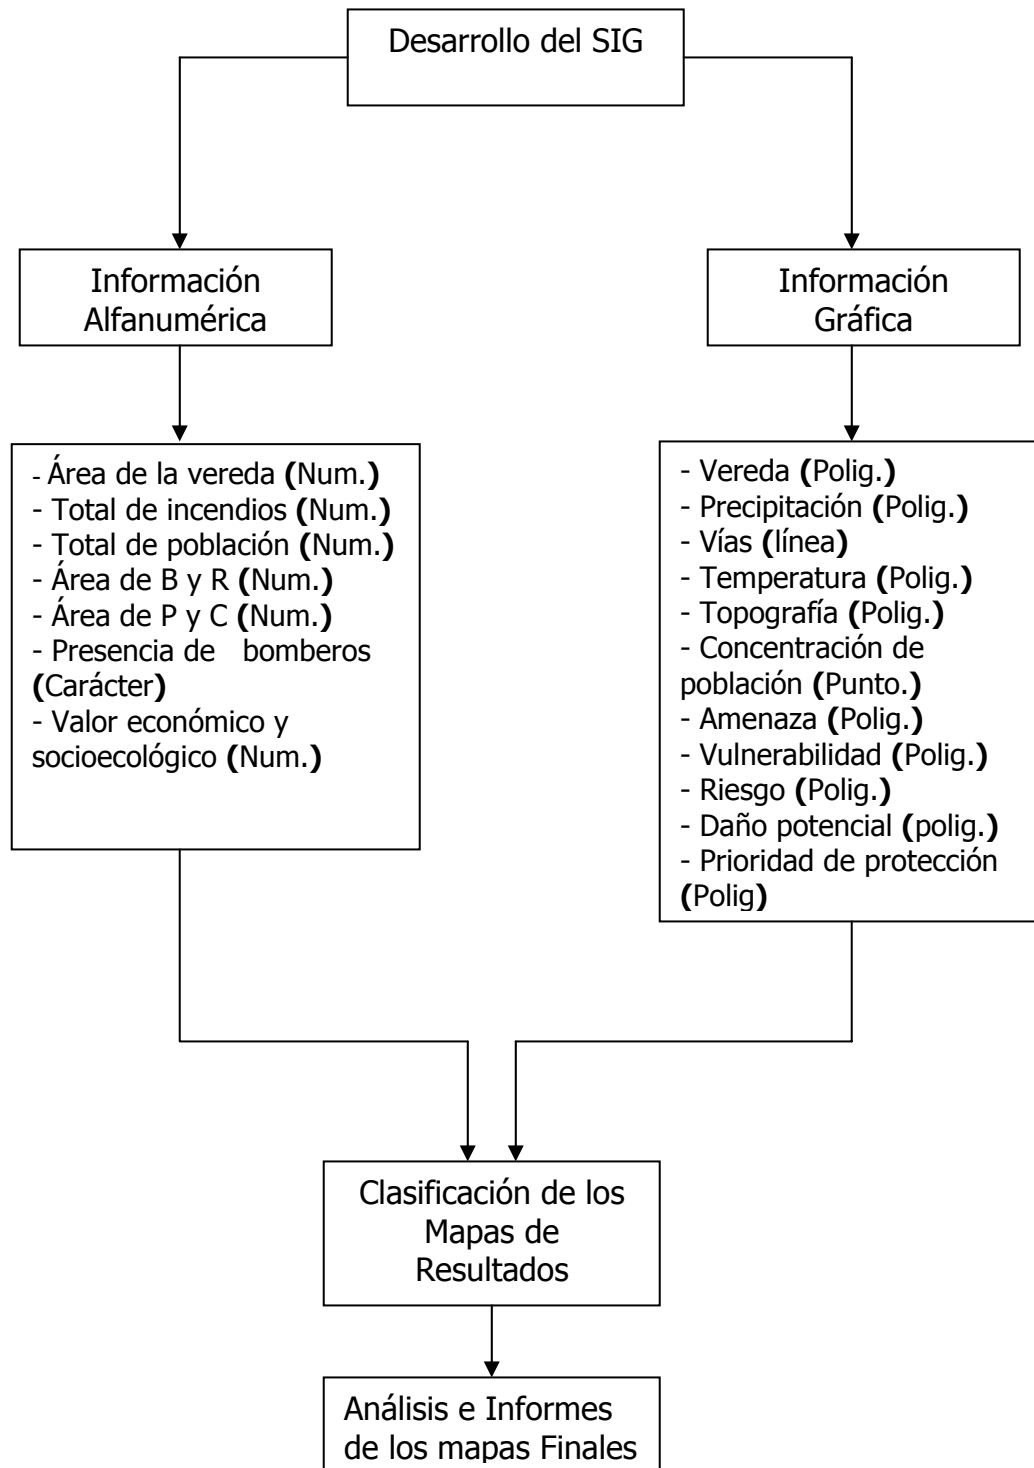 Desarrollo del SIG
Información
Alfanumérica
Información
Gráfica
- Área de la vereda (Num.)
- Total de incendios (Num.)
- Total de población (Num.)
- Área de B y R (Num.)
- Área de P y C (Num.)
- Presencia de bomberos
(Carácter)
- Valor económico y
socioecológico (Num.)
- Vereda (Polig.)
- Precipitación (Polig.)
- Vías (línea)
- Temperatura (Polig.)
- Topografía (Polig.)
- Concentración de
población (Punto.)
- Amenaza (Polig.)
- Vulnerabilidad (Polig.)
- Riesgo (Polig.)
- Daño potencial (polig.)
- Prioridad de protección
(Polig)
Clasificación de los
Mapas de
Resultados
Análisis e Informes
de los mapas Finales